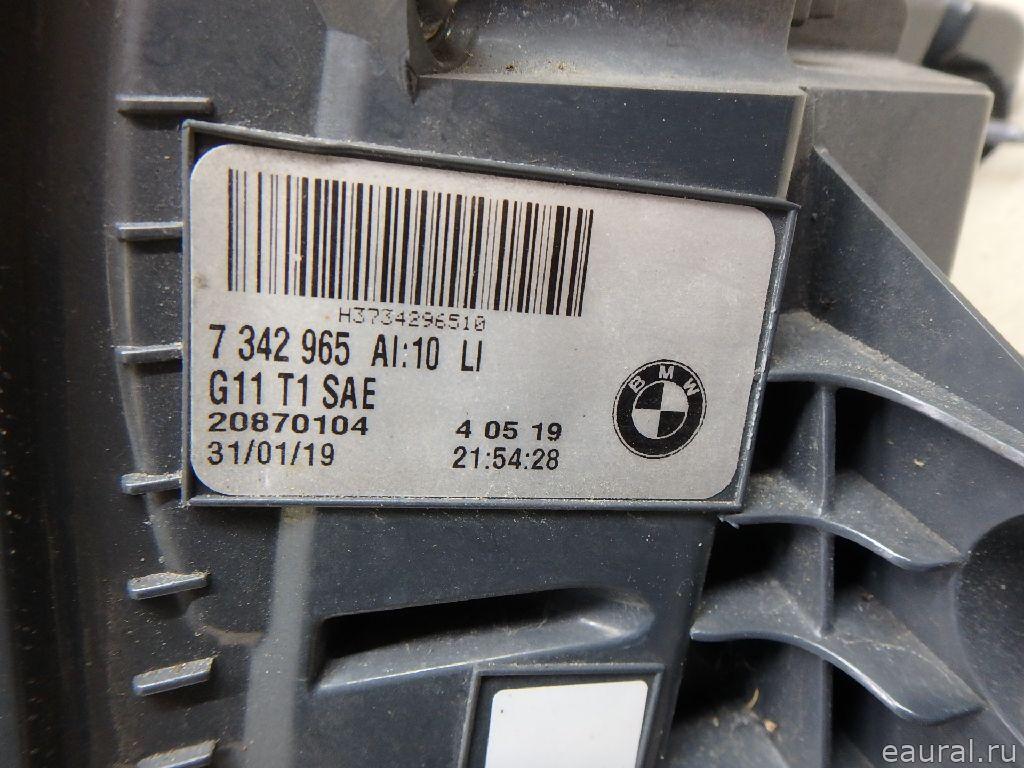 H3734296510
7 342 965 AI:10 LI
G11 T1 SAE
20870104 4 05 19
31/01/19 21:54:28
BMW
eaural.ru